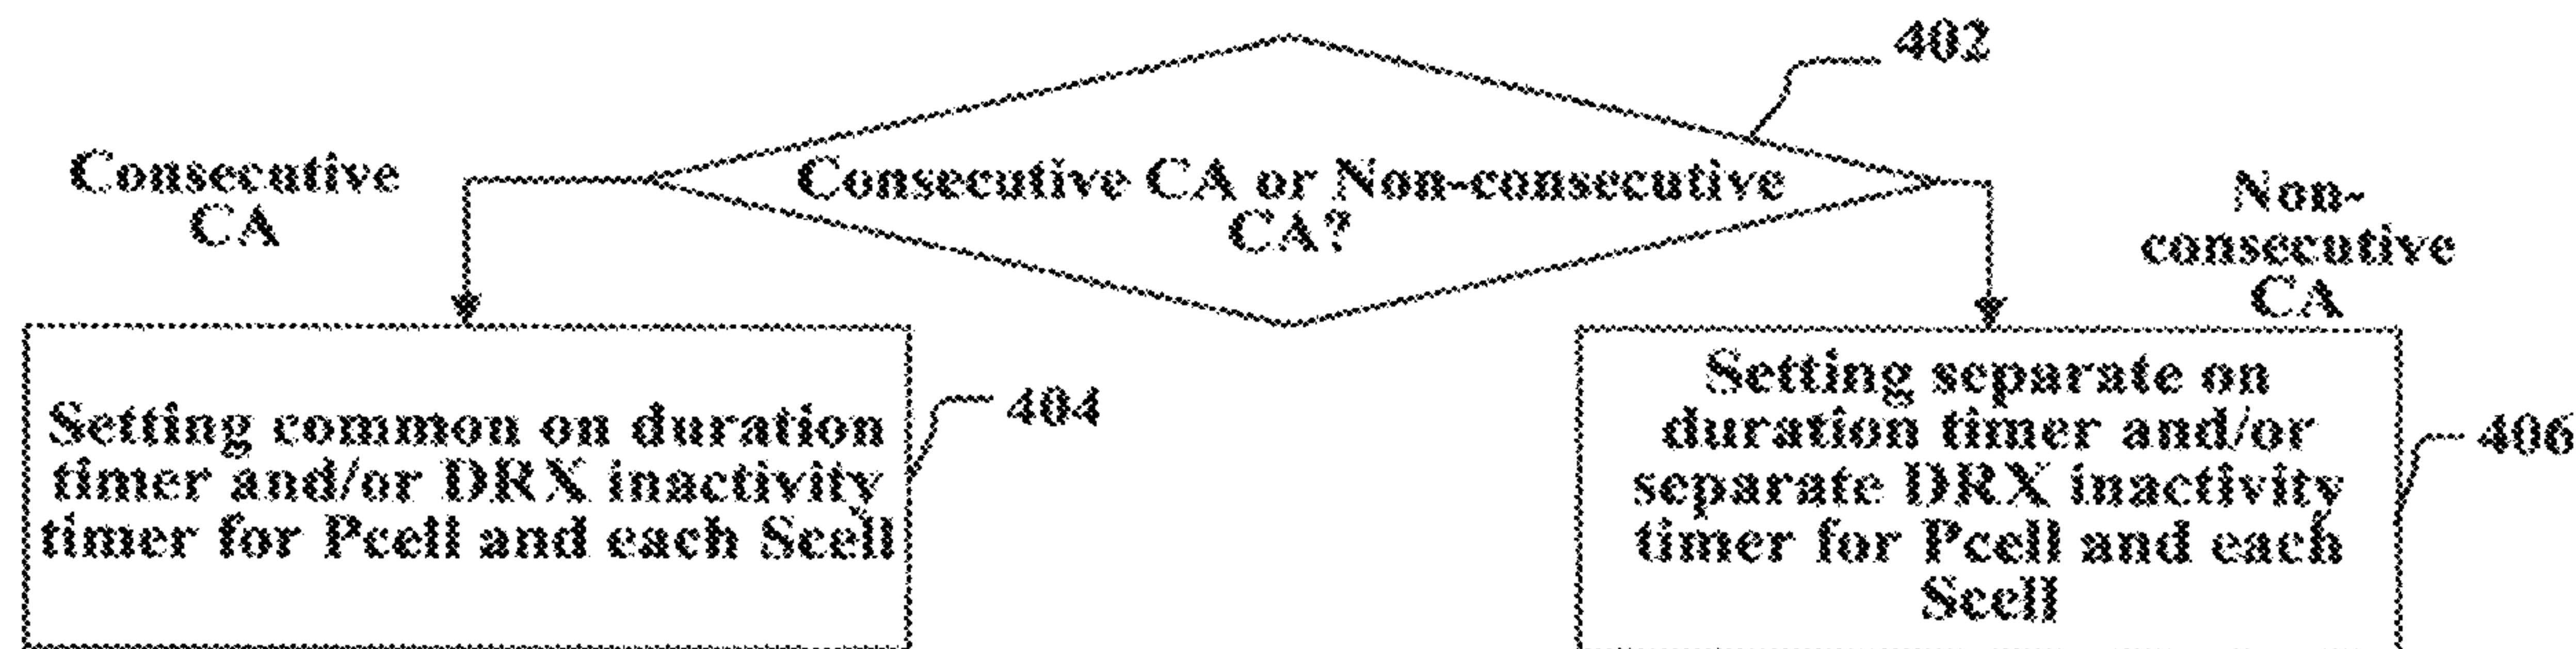 402
Consecutive CA or Non-consecutive
CA?
Consecutive
CA
Non-
consecutive
CA
Setting common on duration
timer and/or DRX inactivity
timer for Pcell and each Scell
404
Setting separate on
duration timer and/or
separate DRX inactivity
timer for Pcell and each
Scell
406